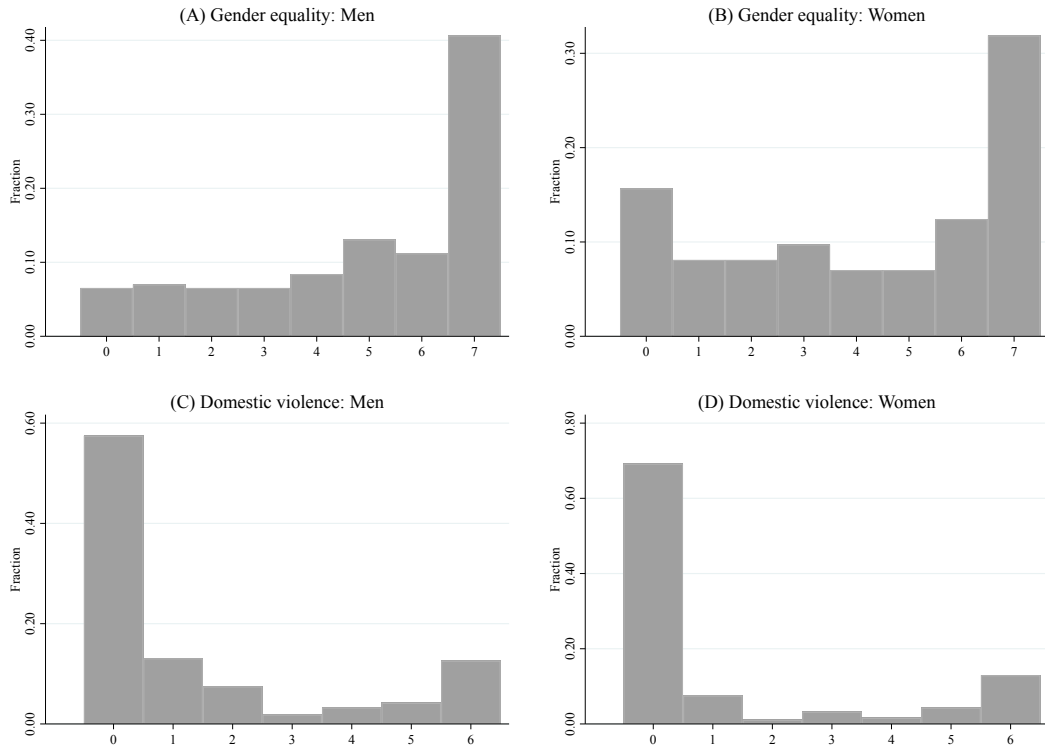 (A) Gender equality: Men
Fraction
0.00 0.10 0.20 0.30 0.40
0 1 2 3 4 5 6 7
(B) Gender equality: Women
Fraction
0.00 0.10 0.20 0.30
0 1 2 3 4 5 6 7
(C) Domestic violence: Men
Fraction
0.00 0.20 0.40 0.60
0 1 2 3 4 5 6
(D) Domestic violence: Women
Fraction
0.00 0.20 0.40 0.60 0.80
0 1 2 3 4 5 6